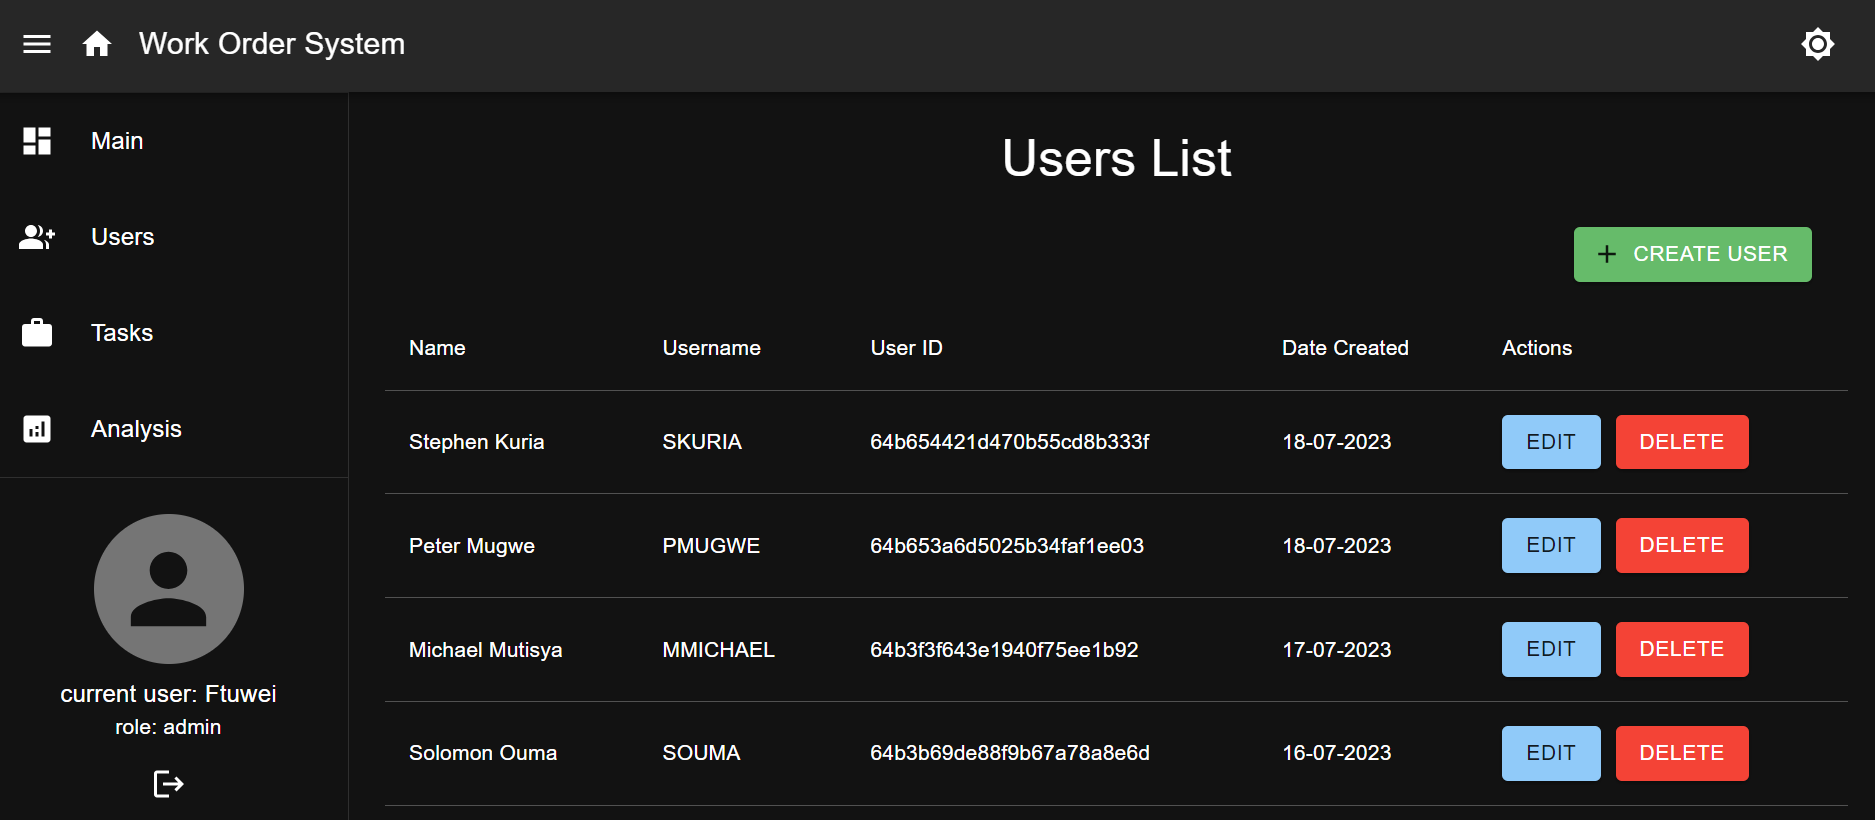 Work Order System
Main
Users
Tasks
Analysis
current user: Ftuwei
role: admin
Users List
CREATE USER
Name Username User ID Date Created Actions
Stephen Kuria SKURIA 64b654421d470b55cd8b333f 18-07-2023 EDIT DELETE
Peter Mugwe PMUGWE 64b653a6d5025b34faf1ee03 18-07-2023 EDIT DELETE
Michael Mutisya MMICHAEL 64b3f3f643e1940f75ee1b92 17-07-2023 EDIT DELETE
Solomon Ouma SOUMA 64b3b69de88f9b67a78a8e6d 16-07-2023 EDIT DELETE